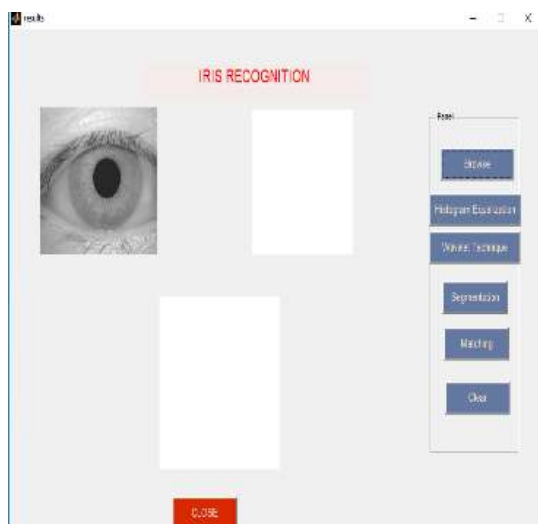 results
IRIS RECOGNITION
Panel
Browse
Histogram Equalization
Wavelet Technique
Segmentation
Matching
Clear
CLOSE